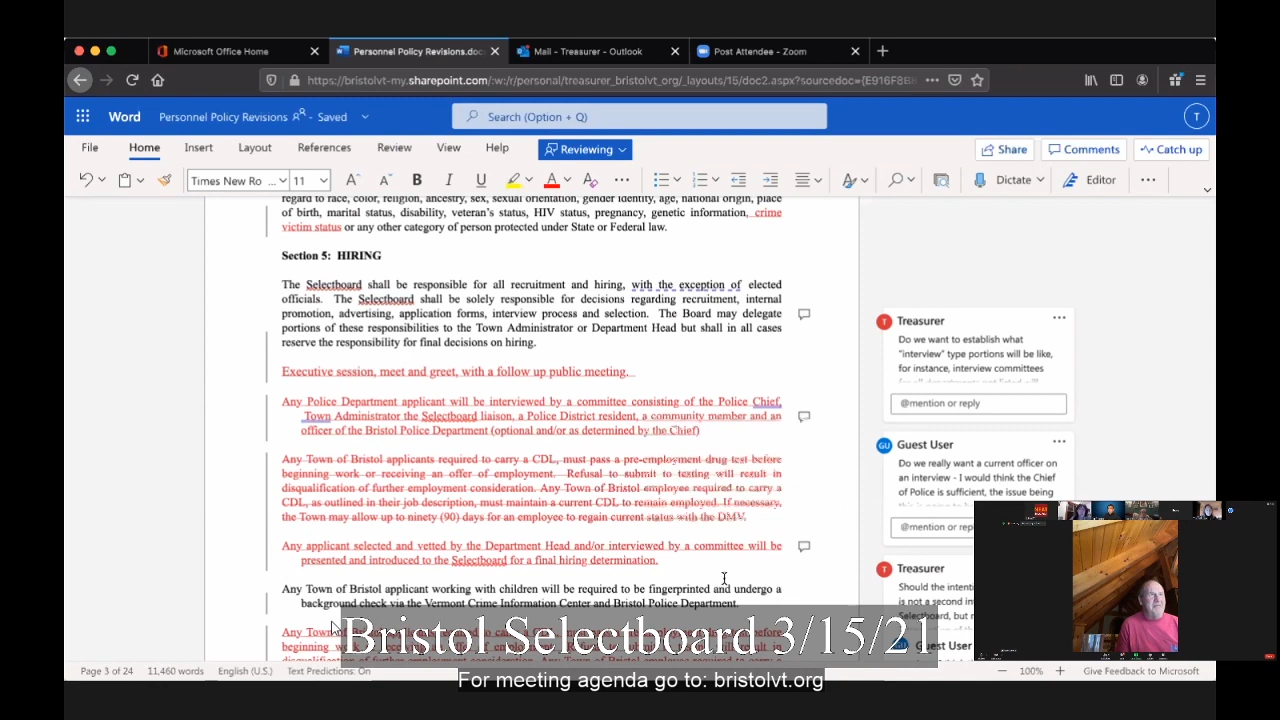 Microsoft Office Home
Personnel Policy Revisions.doc
Mail - Treasurer - Outlook
Post Attendee - Zoom
https://bristolvt-my.sharepoint.com/:w:/r/personal/treasurer_bristolvt_org/_layouts/15/doc2.aspx?sourcedoc={E916F8B8
Word
Personnel Policy Revisions
- Saved
Search (Option + Q)
T
File
Home
Insert
Layout
References
Review
View
Help
Reviewing
Share
Comments
Catch up
Times New Ro ...
11
B
I
U
A
Dictate
Editor
regard to race, color, religion, ancestry, sex, sexual orientation, gender identity, age, national origin, place
of birth, marital status, disability, veteran's status, HIV status, pregnancy, genetic information, crime
victim status or any other category of person protected under State or Federal law.
Section 5: HIRING
The Selectboard shall be responsible for all recruitment and hiring, with the exception of elected
officials. The Selectboard shall be solely responsible for decisions regarding recruitment, internal
promotion, advertising, application forms, interview process and selection. The Board may delegate
portions of these responsibilities to the Town Administrator or Department Head but shall in all cases
reserve the responsibility for final decisions on hiring.
Executive session, meet and greet, with a follow up public meeting.
Any Police Department applicant will be interviewed by a committee consisting of the Police Chief,
Town Administrator the Selectboard liaison, a Police District resident, a community member and an
officer of the Bristol Police Department (optional and/or as determined by the Chief)
Any Town of Bristol applicants required to carry a CDL, must pass a pre-employment drug test before
beginning work or receiving an offer of employment. Refusal to submit to testing will result in
disqualification of further employment consideration. Any Town of Bristol employee required to carry a
CDL, as outlined in their job description, must maintain a current CDL to remain employed. If necessary,
the Town may allow up to ninety (90) days for an employee to regain current status with the DMV.
Any applicant selected and vetted by the Department Head and/or interviewed by a committee will be
presented and introduced to the Selectboard for a final hiring determination.
Any Town of Bristol applicant working with children will be required to be fingerprinted and undergo a
background check via the Vermont Crime Information Center and Bristol Police Department.
Treasurer
Do we want to establish what
"interview" type portions will be like,
for instance, interview committees
@mention or reply
GU
Guest User
Do we really want a current officer on
an interview - I would think the Chief
of Police is sufficient, the issue being
@mention or
T
Treasurer
Should the intenti
is not a second in
Selectboard, but
Guest User
Bristol Selectboard 3/15/21
Page 3 of 24
11,460 words
English (U.S.)
Text Predictions: On
100%
Give Feedback to Microsoft
For meeting agenda go to: bristolvt.org